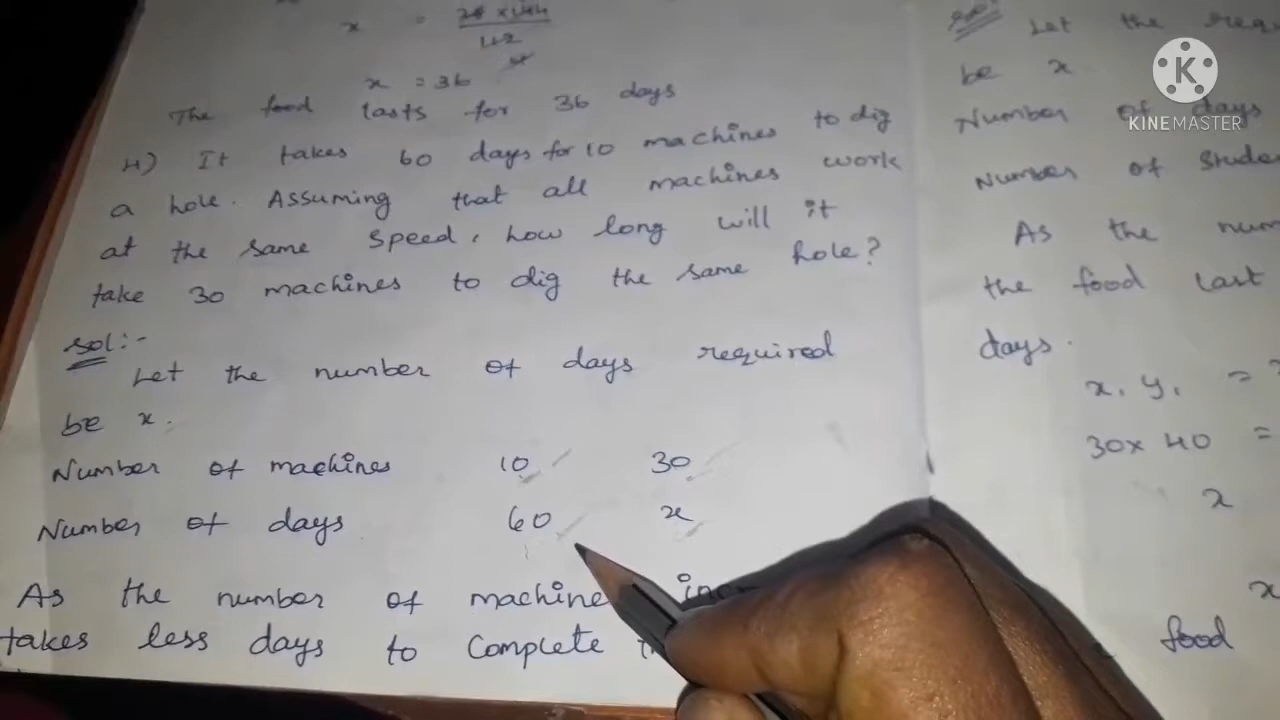 x = 28 x 54
42
x = 36
The food lasts for 36 days
4) It takes 60 days for 10 machines to dig
a hole. Assuming that all machines work
at the same speed, how long will it
take 30 machines to dig the same hole?
Sol:-
Let the number of days required
be x.
Number of machines 10 30
Number of days 60 x
As the number of machine
takes less days to complete
Let the
be x
Number of days
Number of
As the
the food last
days.
x, y, =
30x 40 =
x
x
food
KINEMASTER